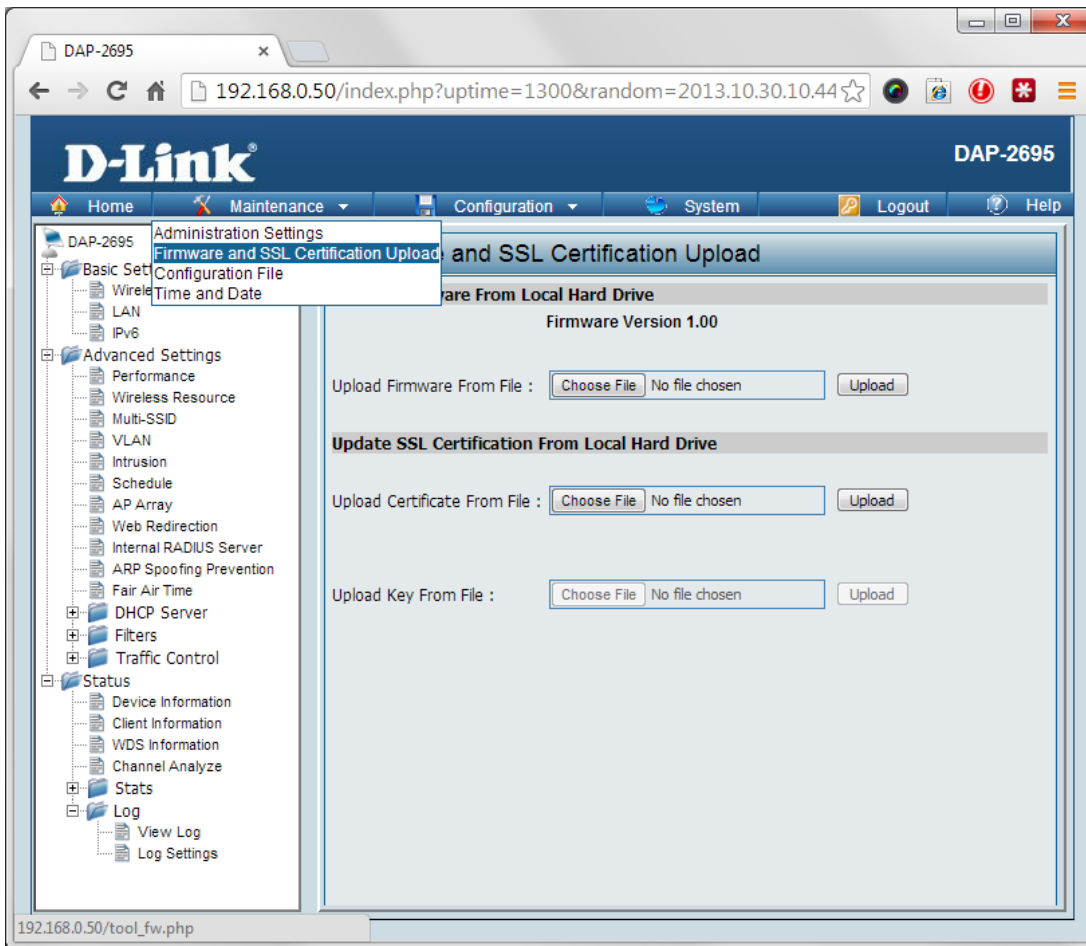 DAP-2695
192.168.0.50/index.php?uptime=1300&random=2013.10.30.10.44
D-Link®
DAP-2695
Home Maintenance Configuration System Logout Help
Administration Settings
Firmware and SSL Certification Upload
Configuration File
Time and Date
DAP-2695
Basic Set
Wirele
LAN
IPv6
Advanced Settings
Performance
Wireless Resource
Multi-SSID
VLAN
Intrusion
Schedule
AP Array
Web Redirection
Internal RADIUS Server
ARP Spoofing Prevention
Fair Air Time
DHCP Server
Filters
Traffic Control
Status
Device Information
Client Information
WDS Information
Channel Analyze
Stats
Log
View Log
Log Settings
and SSL Certification Upload
are From Local Hard Drive
Firmware Version 1.00
Upload Firmware From File : Choose File No file chosen Upload
Update SSL Certification From Local Hard Drive
Upload Certificate From File : Choose File No file chosen Upload
Upload Key From File : Choose File No file chosen Upload
192.168.0.50/tool_fw.php